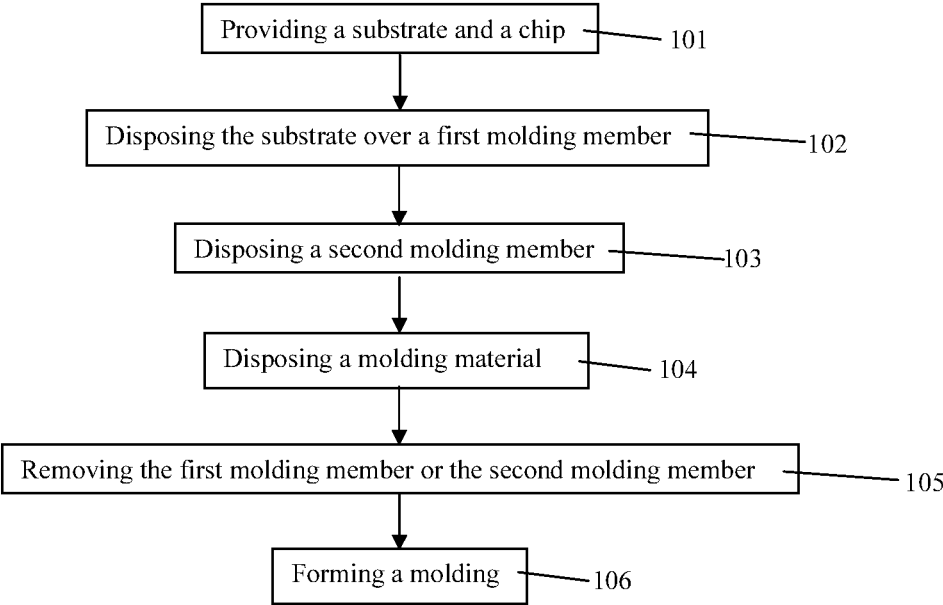 Providing a substrate and a chip
101
Disposing the substrate over a first molding member
102
Disposing a second molding member
103
Disposing a molding material
104
Removing the first molding member or the second molding member
105
Forming a molding
106